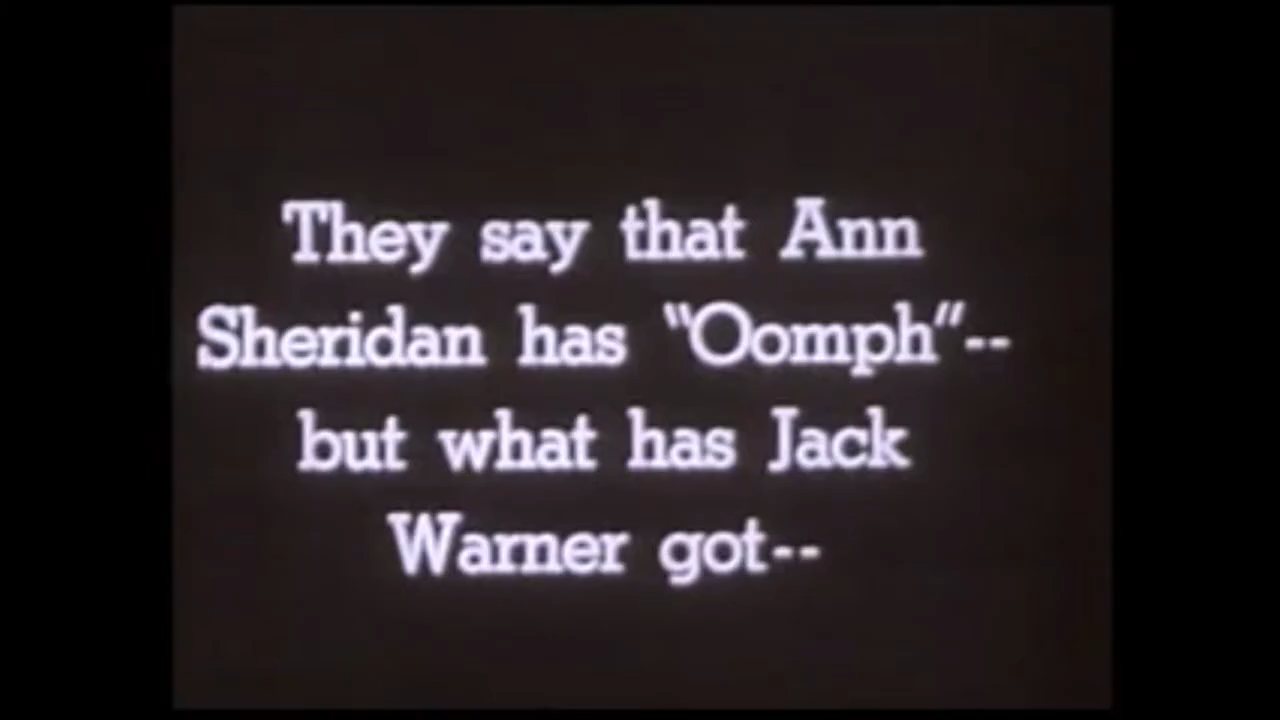 They say that Ann
Sheridan has "Oomph"--
but what has Jack
Warner got--